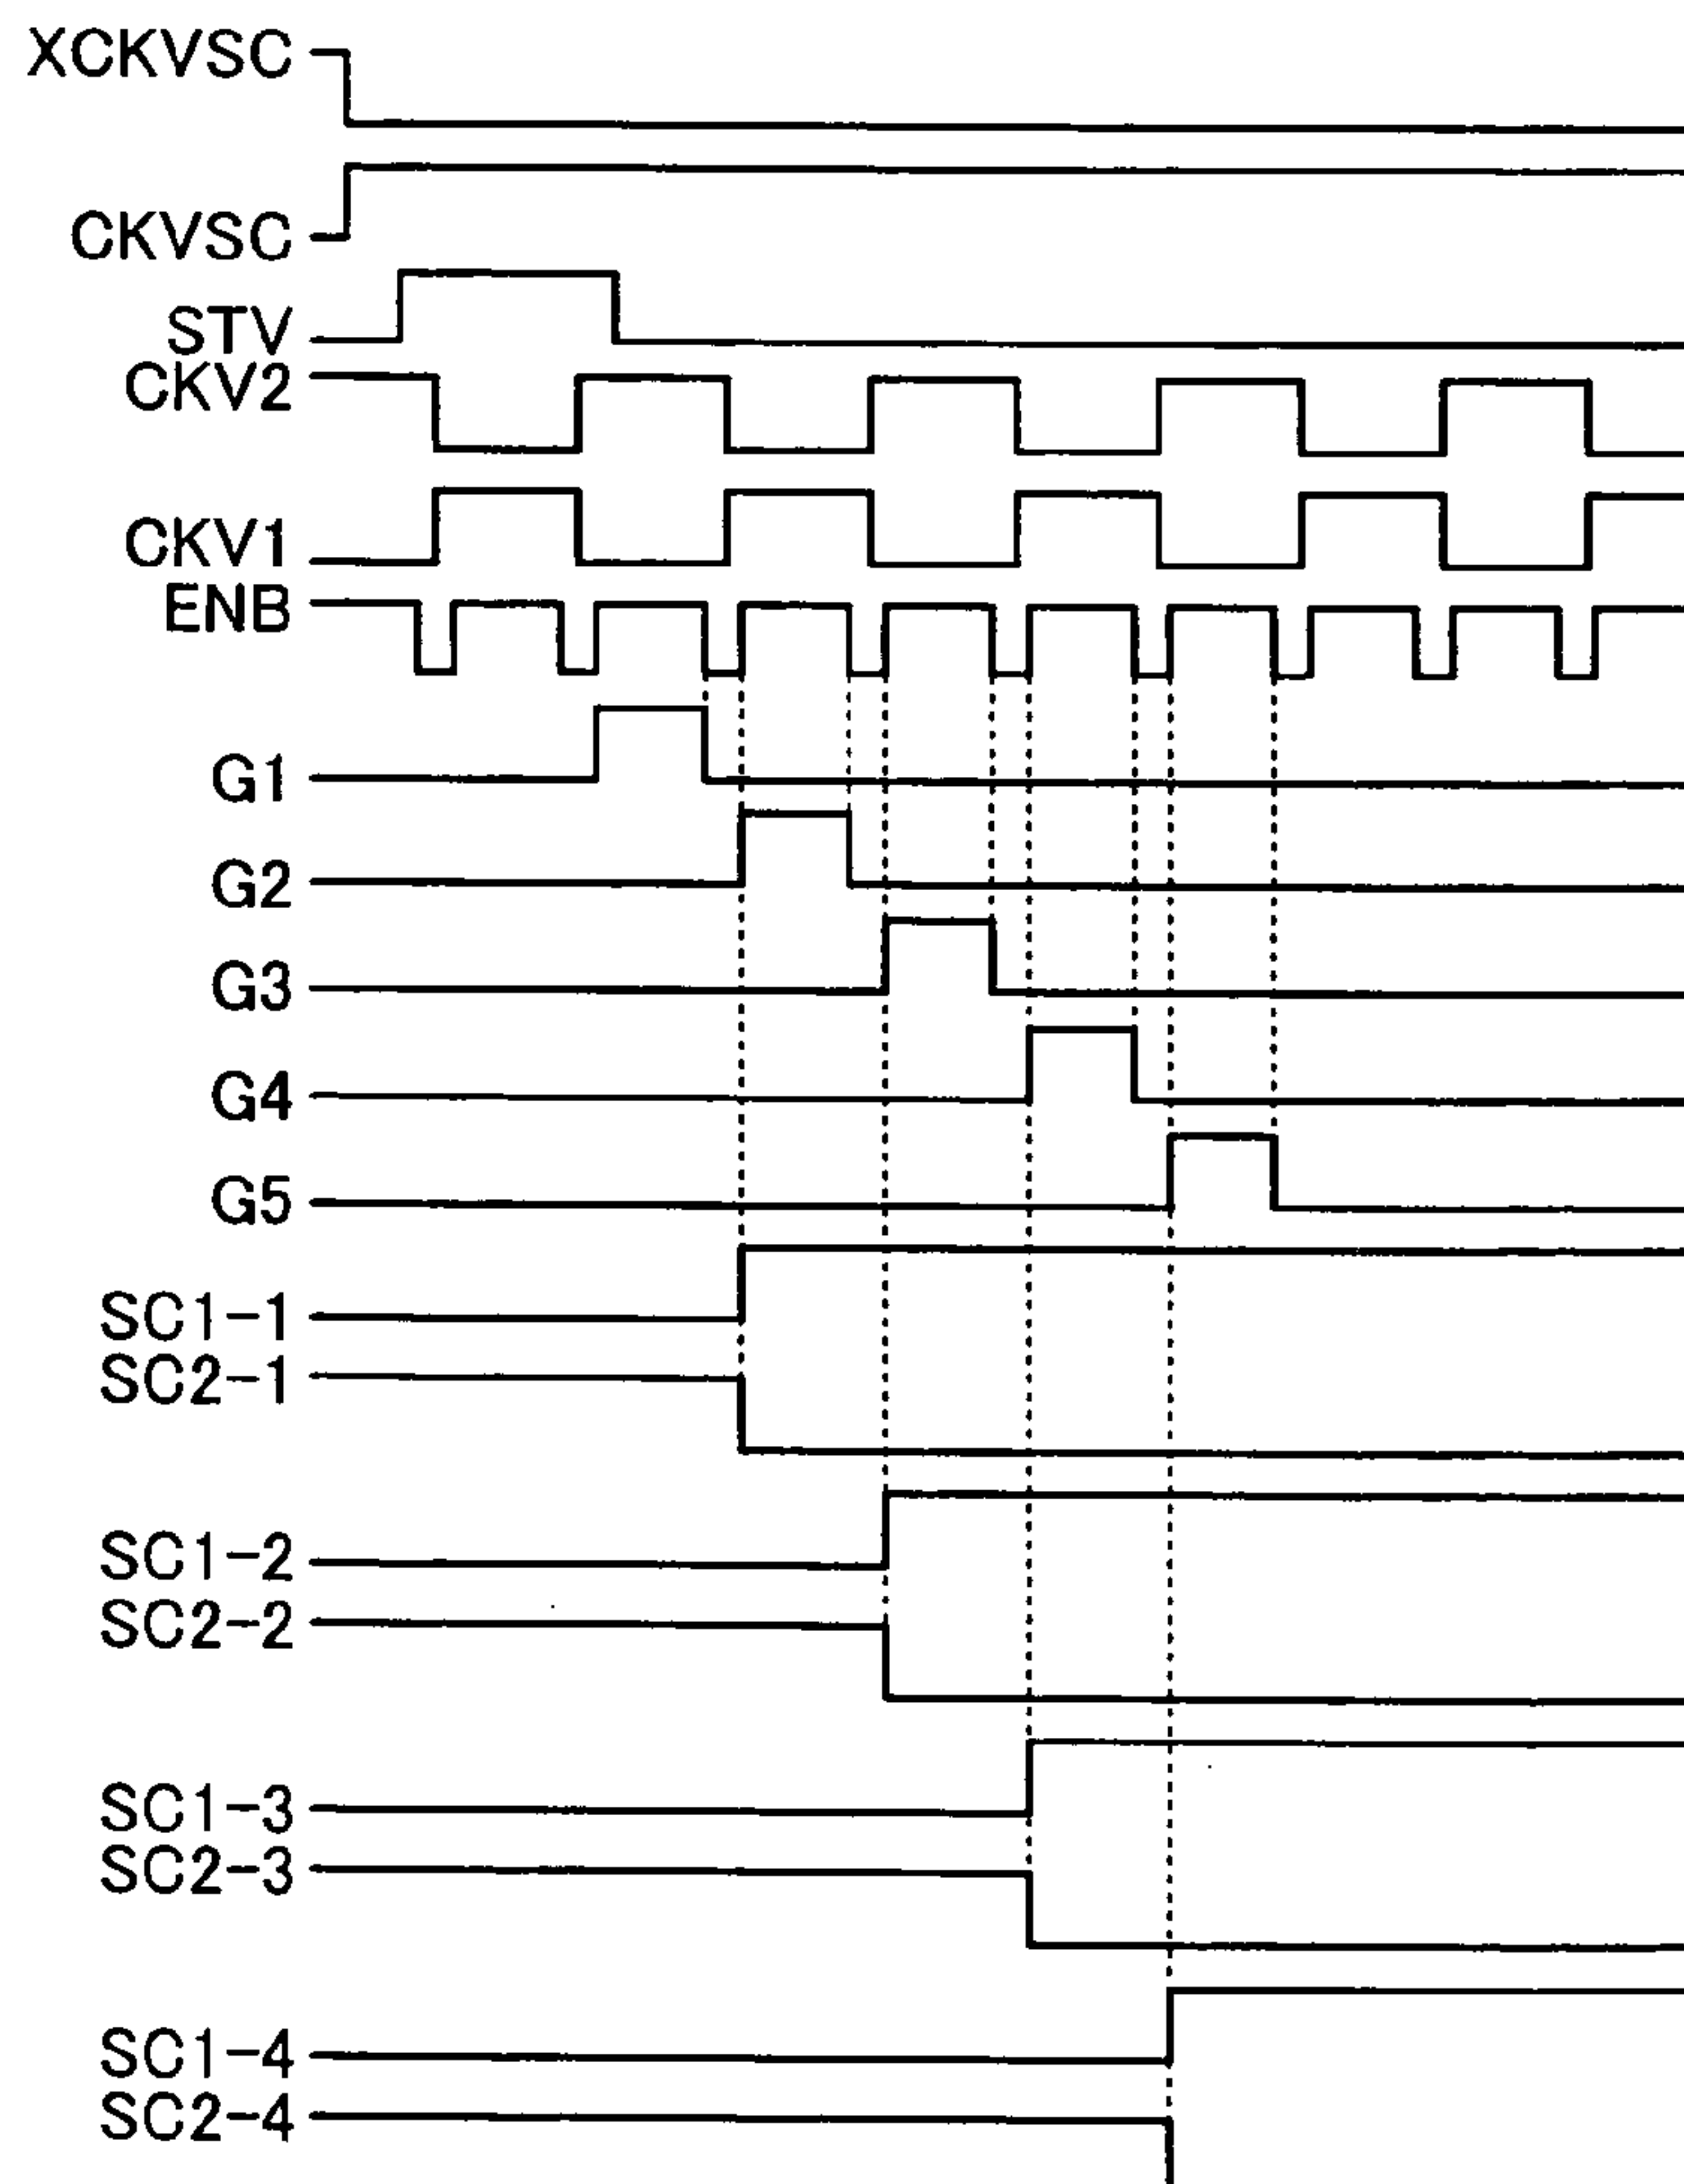 XCKVSC
CKVSC
STV
CKV2
CKV1
ENB
G1
G2
G3
G4
G5
SC1-1
SC2-1
SC1-2
SC2-2
SC1-3
SC2-3
SC1-4
SC2-4